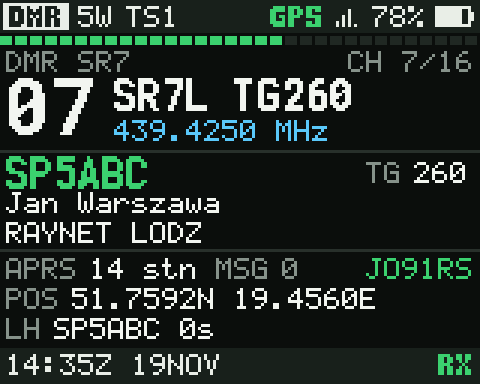 DMR 5W TS1 GPS 78%
DMR SR7 CH 7/16
07 SR7L TG260
439.4250 MHz
SP5ABC TG 260
Jan Warszawa
RAYNET LODZ
APRS 14 stn MSG 0 JO91RS
POS 51.7592N 19.4560E
LH SP5ABC 0s
14:35Z 19NOV RX